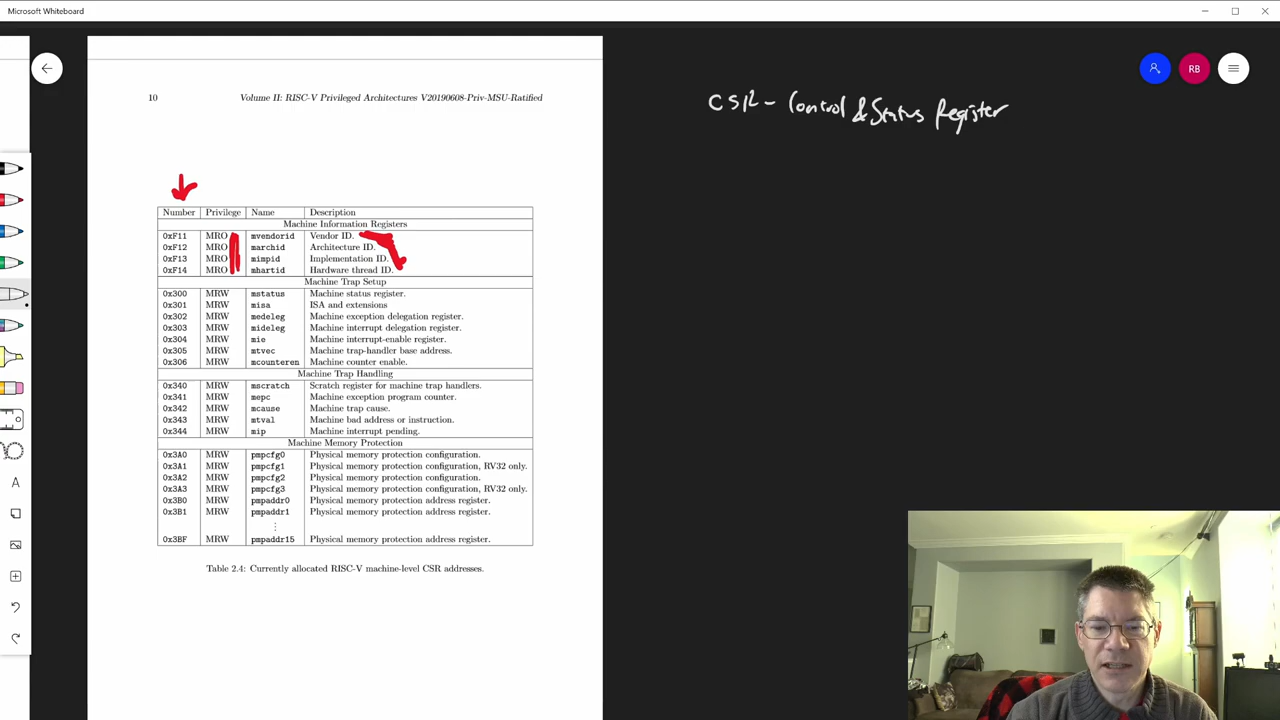 Microsoft Whiteboard
RB
CSR - Control & Status Register
10 Volume II: RISC-V Privileged Architectures V20190608-Priv-MSU-Ratified
Number Privilege Name Description
Machine Information Registers
0xF11 MRO mvendorid Vendor ID.
0xF12 MRO marchid Architecture ID.
0xF13 MRO mimpid Implementation ID.
0xF14 MRO mhartid Hardware thread ID.
Machine Trap Setup
0x300 MRW mstatus Machine status register.
0x301 MRW misa ISA and extensions
0x302 MRW medeleg Machine exception delegation register.
0x303 MRW mideleg Machine interrupt delegation register.
0x304 MRW mie Machine interrupt-enable register.
0x305 MRW mtvec Machine trap-handler base address.
0x306 MRW mcounteren Machine counter enable.
Machine Trap Handling
0x340 MRW mscratch Scratch register for machine trap handlers.
0x341 MRW mepc Machine exception program counter.
0x342 MRW mcause Machine trap cause.
0x343 MRW mtval Machine bad address or instruction.
0x344 MRW mip Machine interrupt pending.
Machine Memory Protection
0x3A0 MRW pmpcfg0 Physical memory protection configuration.
0x3A1 MRW pmpcfg1 Physical memory protection configuration, RV32 only.
0x3A2 MRW pmpcfg2 Physical memory protection configuration.
0x3A3 MRW pmpcfg3 Physical memory protection configuration, RV32 only.
0x3B0 MRW pmpaddr0 Physical memory protection address register.
0x3B1 MRW pmpaddr1 Physical memory protection address register.
⋮
0x3BF MRW pmpaddr15 Physical memory protection address register.
Table 2.4: Currently allocated RISC-V machine-level CSR addresses.
A